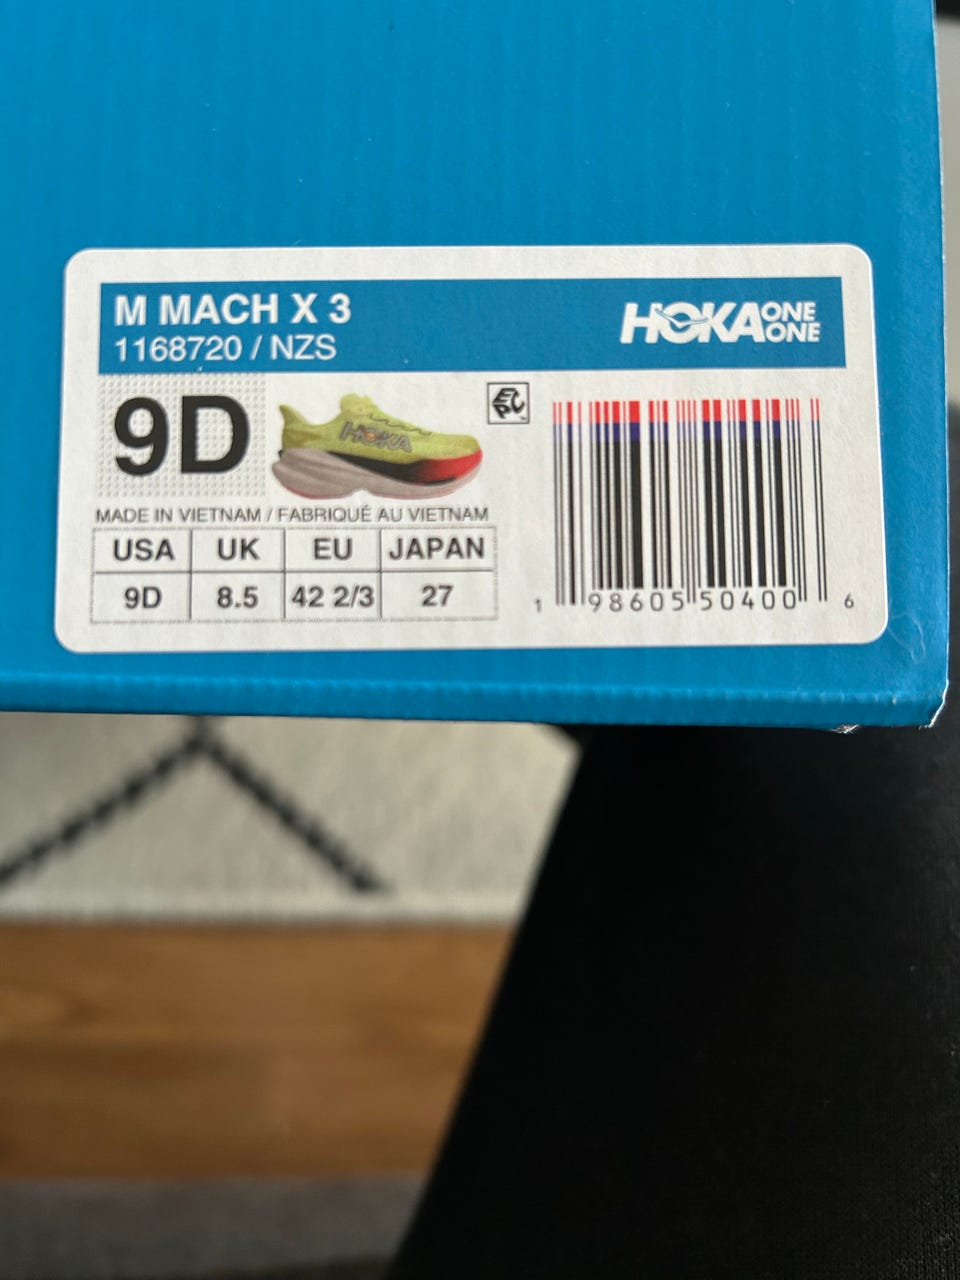 M MACH X 3
1168720 / NZS
HOKA ONE ONE
9D
HOKA
EPC
MADE IN VIETNAM / FABRIQUÉ AU VIETNAM
USA UK EU JAPAN
9D 8.5 42 2/3 27
1 98605 50400 6